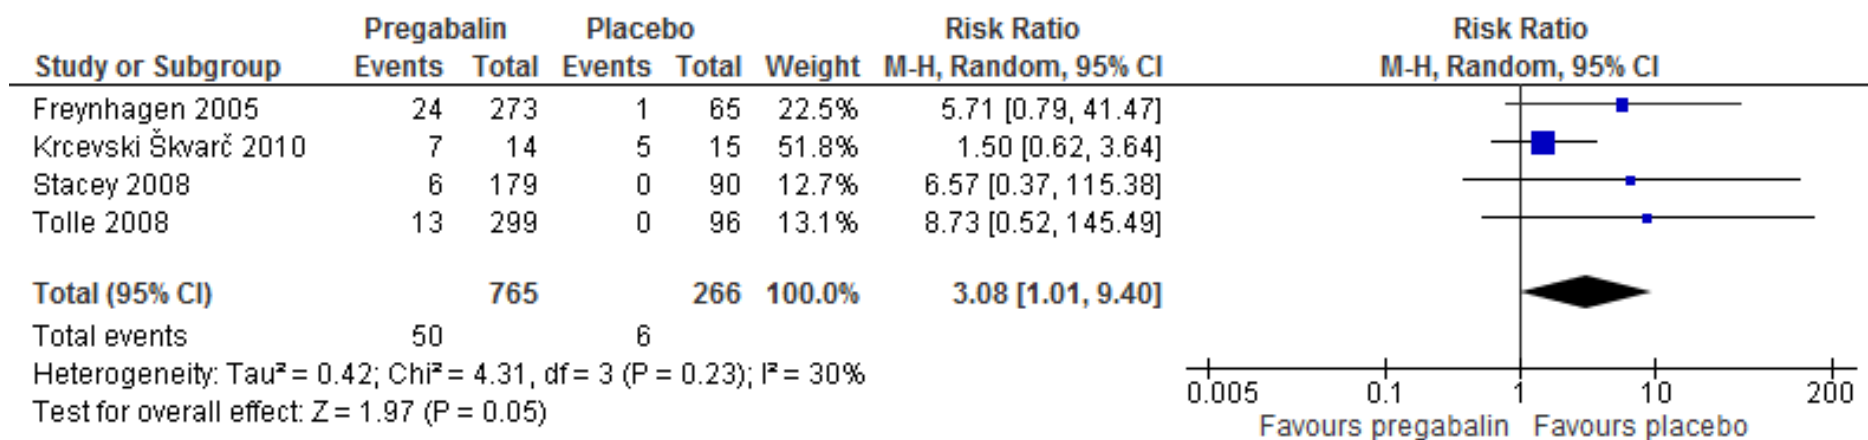 Pregabalin Placebo Risk Ratio Risk Ratio
Study or Subgroup Events Total Events Total Weight M-H, Random, 95% CI M-H, Random, 95% CI
Freynhagen 2005 24 273 1 65 22.5% 5.71 [0.79, 41.47]
Krcevski Škvarč 2010 7 14 5 15 51.8% 1.50 [0.62, 3.64]
Stacey 2008 6 179 0 90 12.7% 6.57 [0.37, 115.38]
Tolle 2008 13 299 0 96 13.1% 8.73 [0.52, 145.49]
Total (95% CI) 765 266 100.0% 3.08 [1.01, 9.40]
Total events 50 6
Heterogeneity: Tau² = 0.42; Chi² = 4.31, df = 3 (P = 0.23); I² = 30%
Test for overall effect: Z = 1.97 (P = 0.05)
0.005 0.1 1 10 200
Favours pregabalin Favours placebo